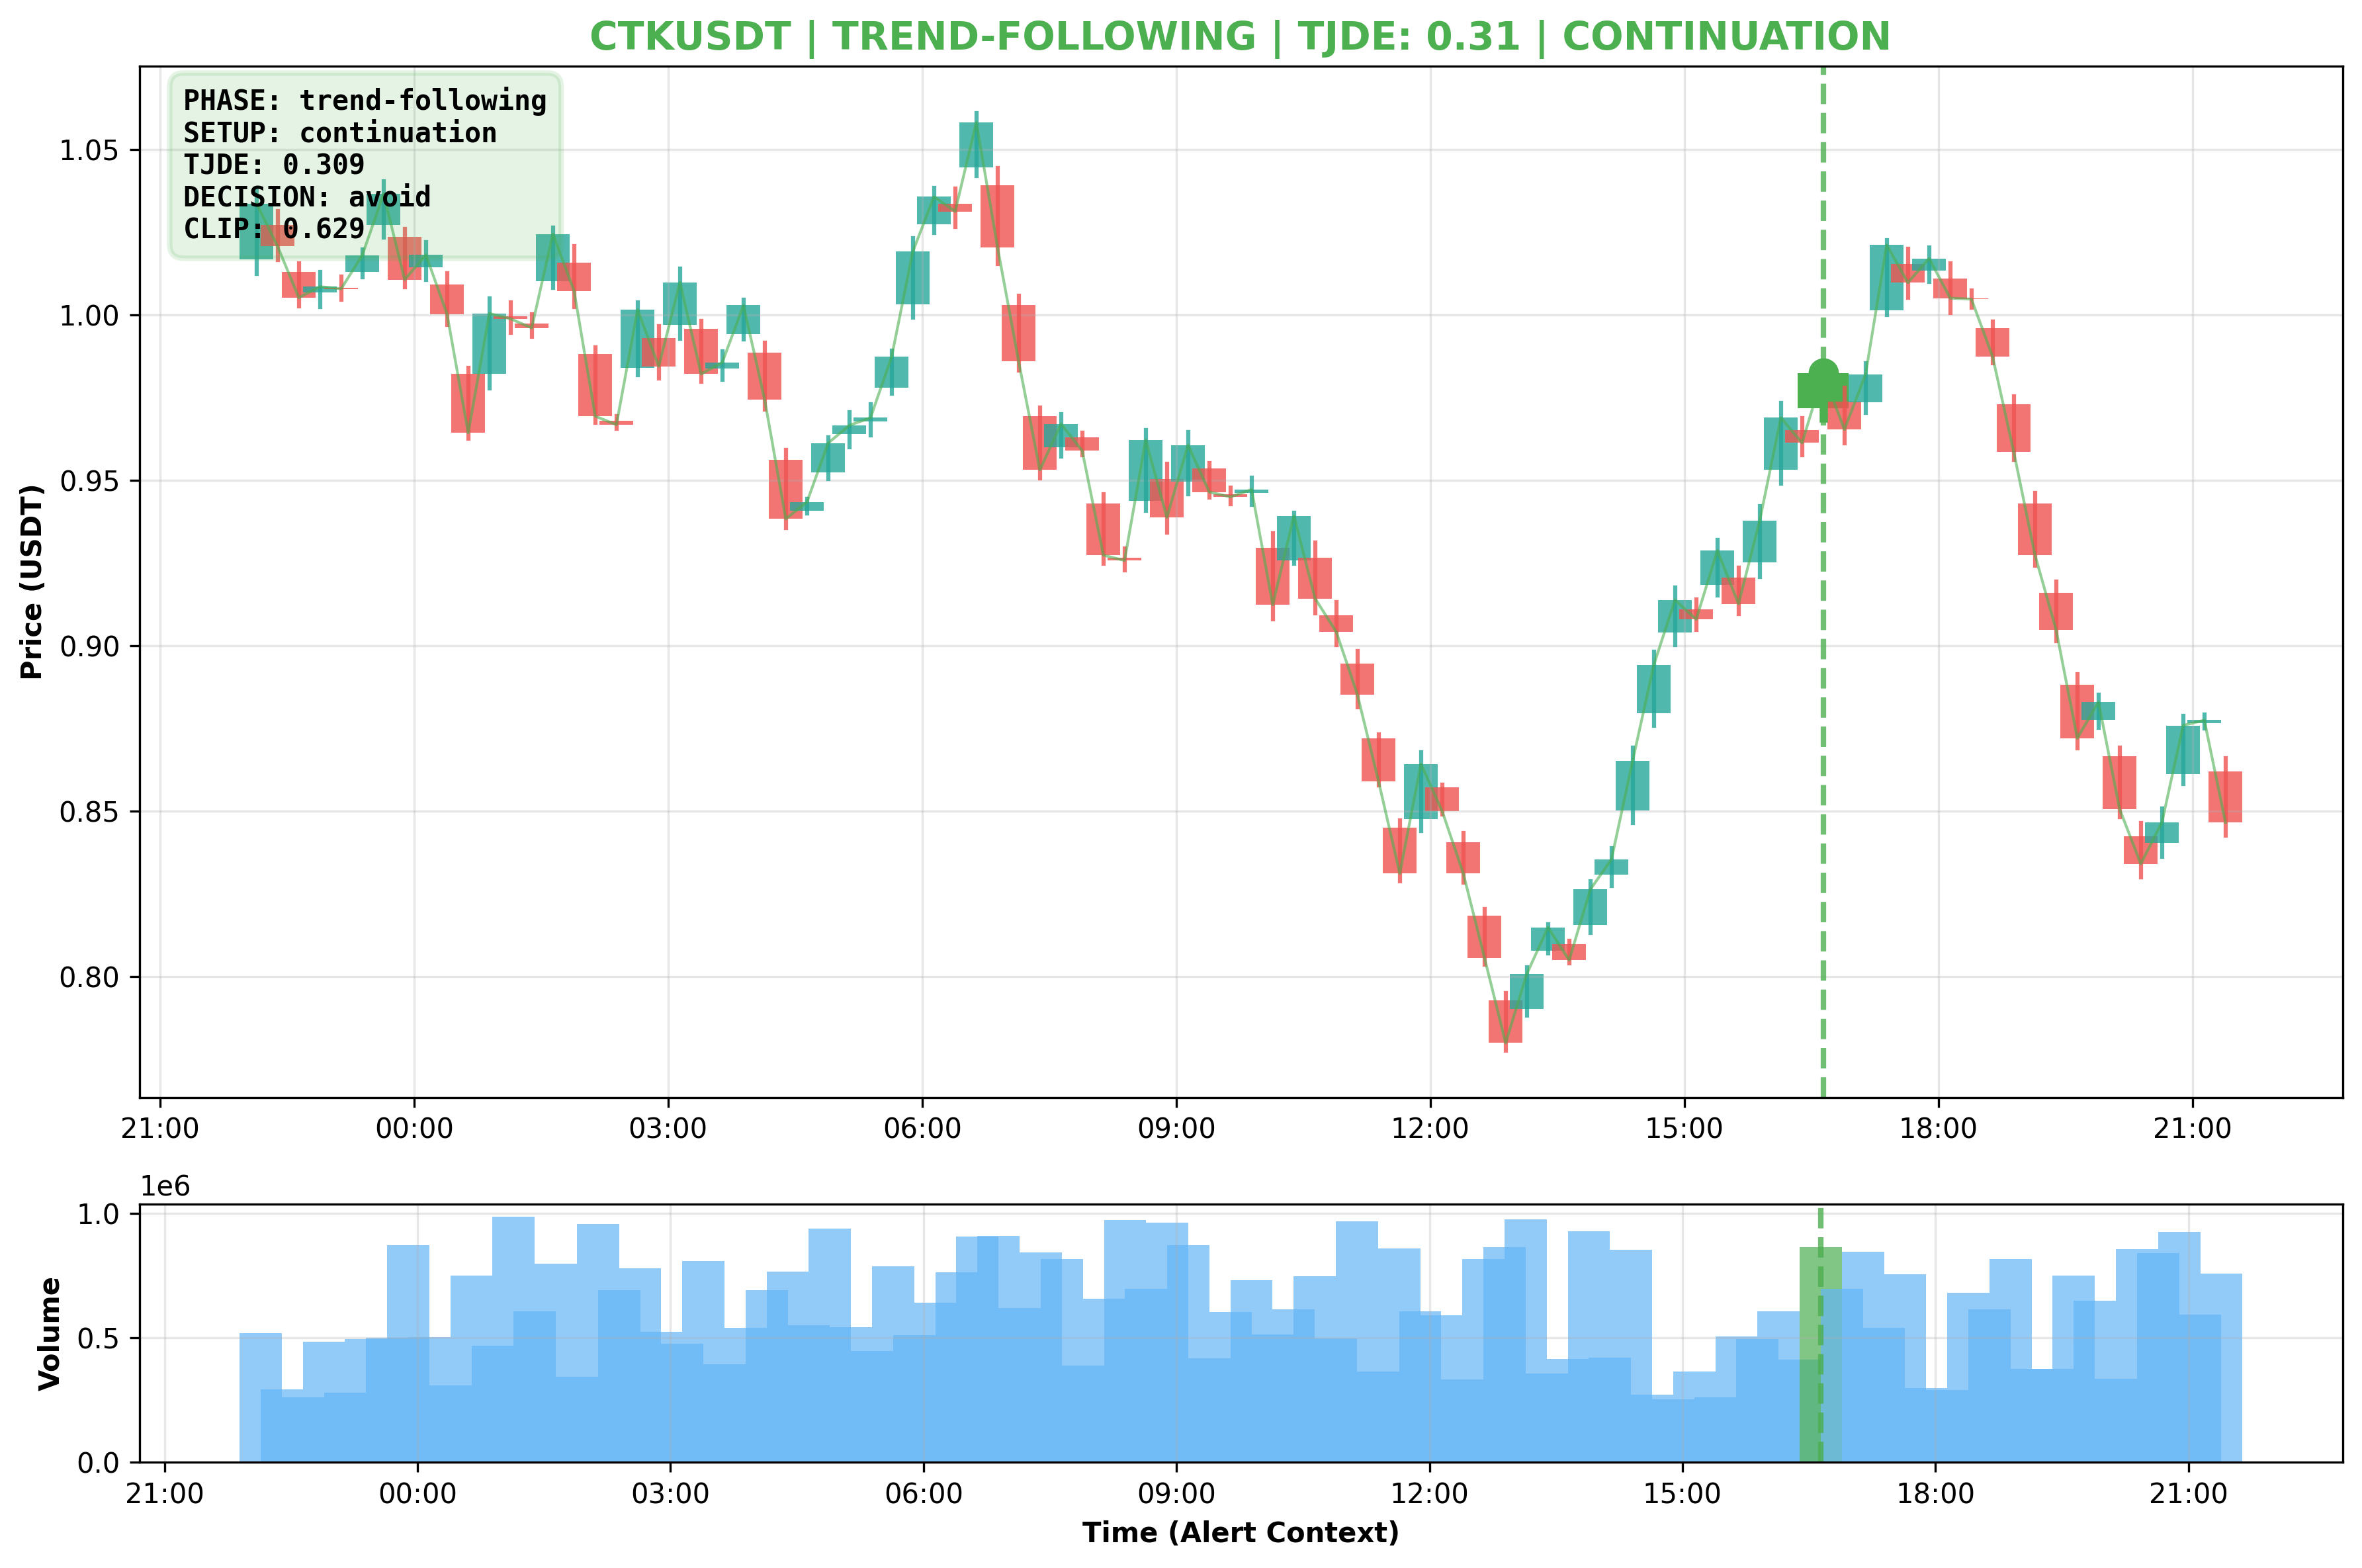 CTKUSDT | TREND-FOLLOWING | TJDE: 0.31 | CONTINUATION
PHASE: trend-following
SETUP: continuation
TJDE: 0.309
DECISION: avoid
CLIP: 0.629
Price (USDT)
1.05
1.00
0.95
0.90
0.85
0.80
21:00 00:00 03:00 06:00 09:00 12:00 15:00 18:00 21:00
1e6
Volume
1.0
0.5
0.0
21:00 00:00 03:00 06:00 09:00 12:00 15:00 18:00 21:00
Time (Alert Context)